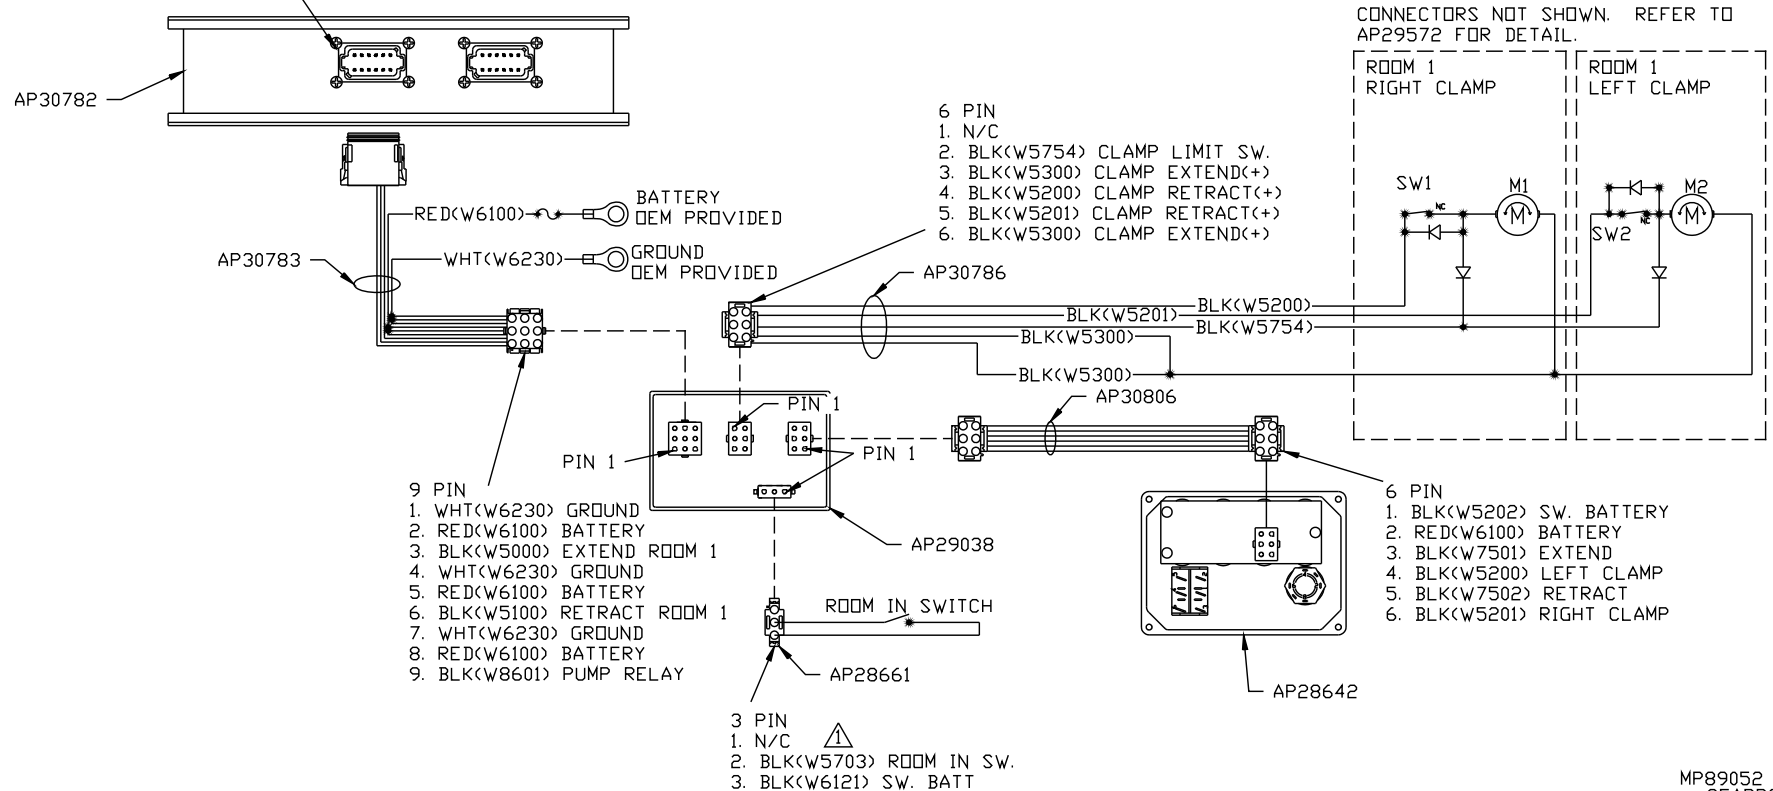 CONNECTORS NOT SHOWN. REFER TO
AP29572 FOR DETAIL.
ROOM 1
RIGHT CLAMP
ROOM 1
LEFT CLAMP
AP30782
6 PIN
1. N/C
2. BLK(W5754) CLAMP LIMIT SW.
3. BLK(W5300) CLAMP EXTEND(+)
4. BLK(W5200) CLAMP RETRACT(+)
5. BLK(W5201) CLAMP RETRACT(+)
6. BLK(W5300) CLAMP EXTEND(+)
SW1
NC
M1
M
M2
M
SW2
NC
RED(W6100)
BATTERY
OEM PROVIDED
WHT(W6230)
GROUND
OEM PROVIDED
AP30783
AP30786
BLK(W5200)
BLK(W5201)
BLK(W5754)
BLK(W5300)
BLK(W5300)
AP30806
PIN 1
PIN 1
PIN 1
9 PIN
1. WHT(W6230) GROUND
2. RED(W6100) BATTERY
3. BLK(W5000) EXTEND ROOM 1
4. WHT(W6230) GROUND
5. RED(W6100) BATTERY
6. BLK(W5100) RETRACT ROOM 1
7. WHT(W6230) GROUND
8. RED(W6100) BATTERY
9. BLK(W8601) PUMP RELAY
AP29038
6 PIN
1. BLK(W5202) SW. BATTERY
2. RED(W6100) BATTERY
3. BLK(W7501) EXTEND
4. BLK(W5200) LEFT CLAMP
5. BLK(W7502) RETRACT
6. BLK(W5201) RIGHT CLAMP
ROOM IN SWITCH
AP28661
AP28642
3 PIN
1. N/C
1
2. BLK(W5703) ROOM IN SW.
3. BLK(W6121) SW. BATT
MP89052